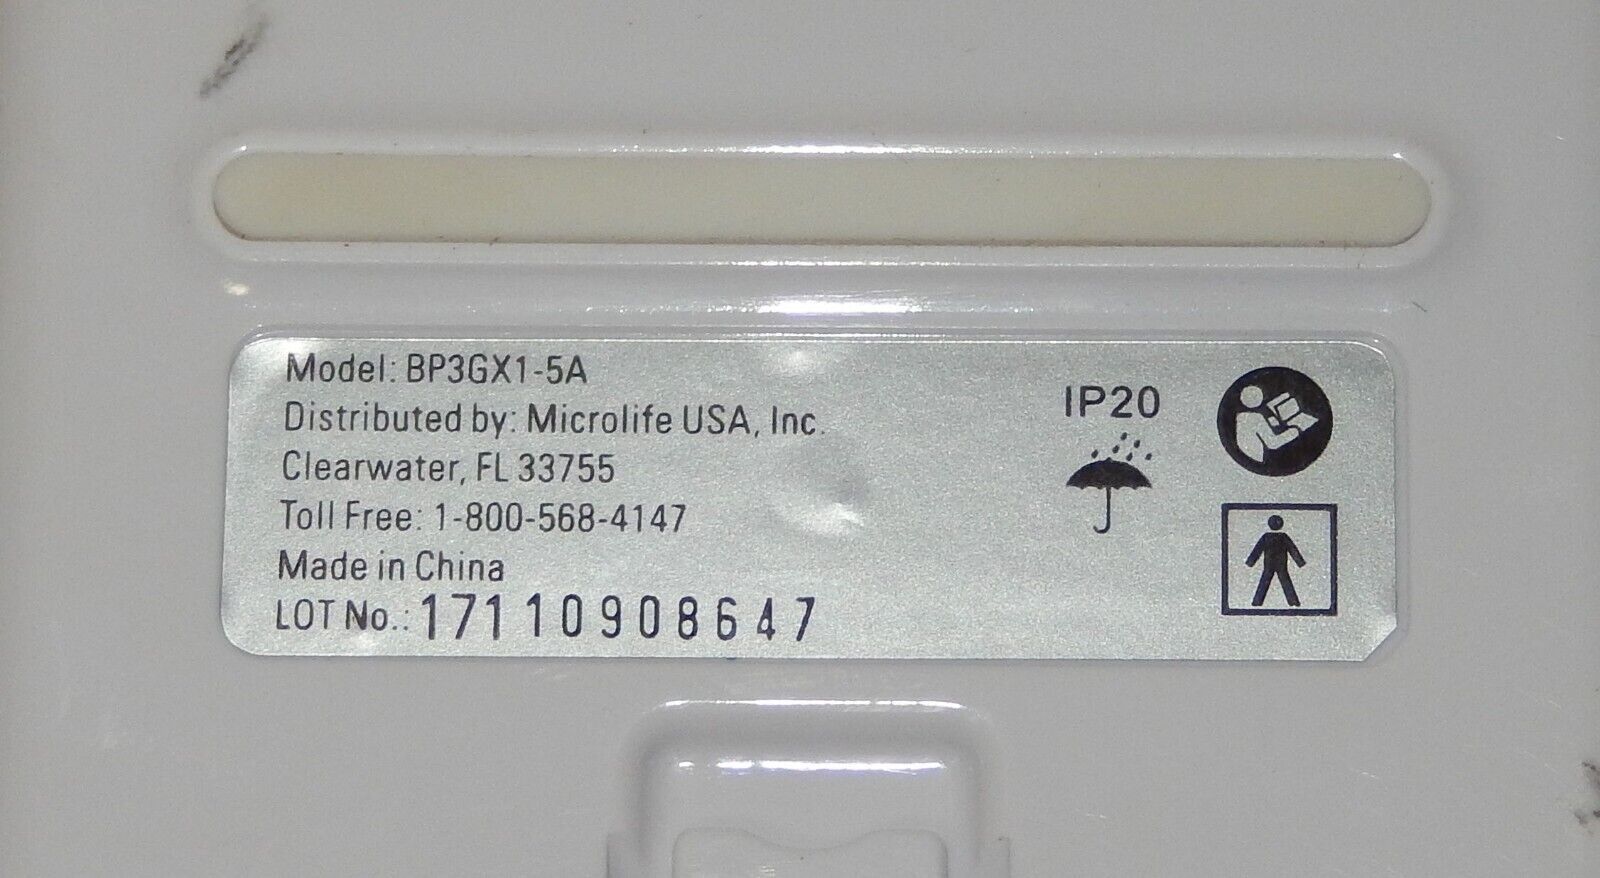 Model: BP3GX1-5A
Distributed by: Microlife USA, Inc.
Clearwater, FL 33755
Toll Free: 1-800-568-4147
Made in China
LOT No.: 17110908647
IP20